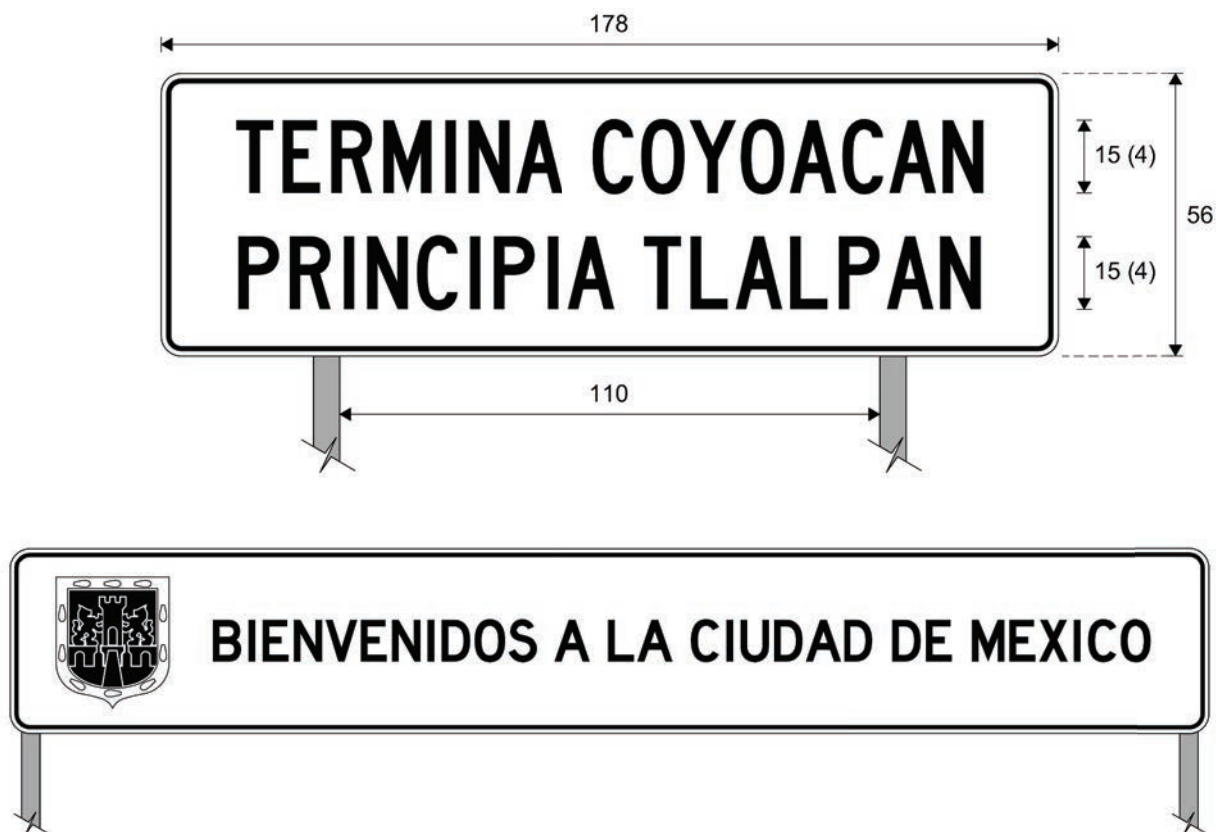 178
TERMINA COYOACAN
15 (4)
PRINCIPIA TLALPAN
15 (4)
56
110
BIENVENIDOS A LA CIUDAD DE MEXICO